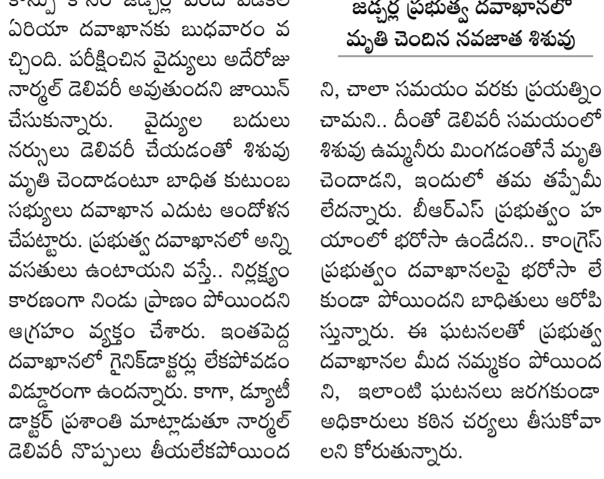 ఏరియా దవాఖానకు బుధవారం వ
చ్చింది. పరీక్షించిన వైద్యులు అదేరోజు
నార్మల్ డెలివరీ అవుతుందని జాయిన్
చేసుకున్నారు. వైద్యుల బదులు
నర్సులు డెలివరీ చేయడంతో శిశువు
మృతి చెందాడంటూ బాధిత కుటుంబ
సభ్యులు దవాఖాన ఎదుట ఆందోళన
చేపట్టారు. ప్రభుత్వ దవాఖానలో అన్ని
వసతులు ఉంటాయని వస్తే.. నిర్లక్ష్యం
కారణంగా నిండు ప్రాణం పోయిందని
ఆగ్రహం వ్యక్తం చేశారు. ఇంతపెద్ద
దవాఖానలో గైనిక్‌డాక్టర్లు లేకపోవడం
విడ్డూరంగా ఉందన్నారు. కాగా, డ్యూటీ
డాక్టర్ ప్రశాంతి మాట్లాడుతూ నార్మల్
డెలివరీ నొప్పులు తీయలేకపోయింద
జడ్చర్ల ప్రభుత్వ దవాఖానలో
మృతి చెందిన నవజాత శిశువు
ని, చాలా సమయం వరకు ప్రయత్నిం
చామని.. దీంతో డెలివరీ సమయంలో
శిశువు ఉమ్మనీరు మింగడంతోనే మృతి
చెందాడని, ఇందులో తమ తప్పేమీ
లేదన్నారు. బీఆర్ఎస్ ప్రభుత్వం హ
యాంలో భరోసా ఉండేదని.. కాంగ్రెస్
ప్రభుత్వం దవాఖానలపై భరోసా లే
కుండా పోయిందని బాధితులు ఆరోపి
స్తున్నారు. ఈ ఘటనలతో ప్రభుత్వ
దవాఖానల మీద నమ్మకం పోయింద
ని, ఇలాంటి ఘటనలు జరగకుండా
అధికారులు కఠిన చర్యలు తీసుకోవా
లని కోరుతున్నారు.